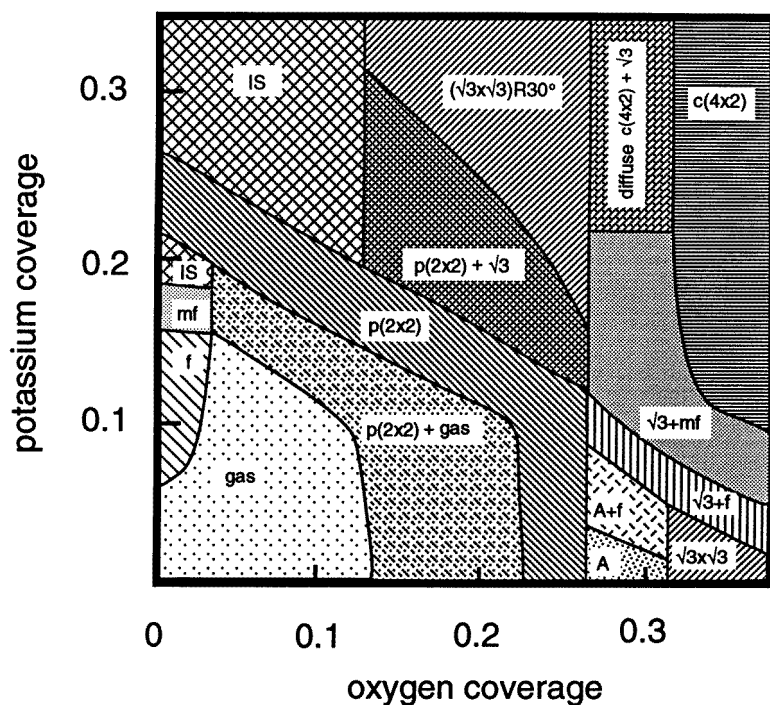 potassium coverage
0.3
0.2
0.1
IS
(√3x√3)R30°
diffuse c(4x2) + √3
c(4x2)
p(2x2) + √3
IS
mf
p(2x2)
f
√3+mf
p(2x2) + gas
gas
A+f
√3+f
A
√3x√3
0
0.1
0.2
0.3
oxygen coverage